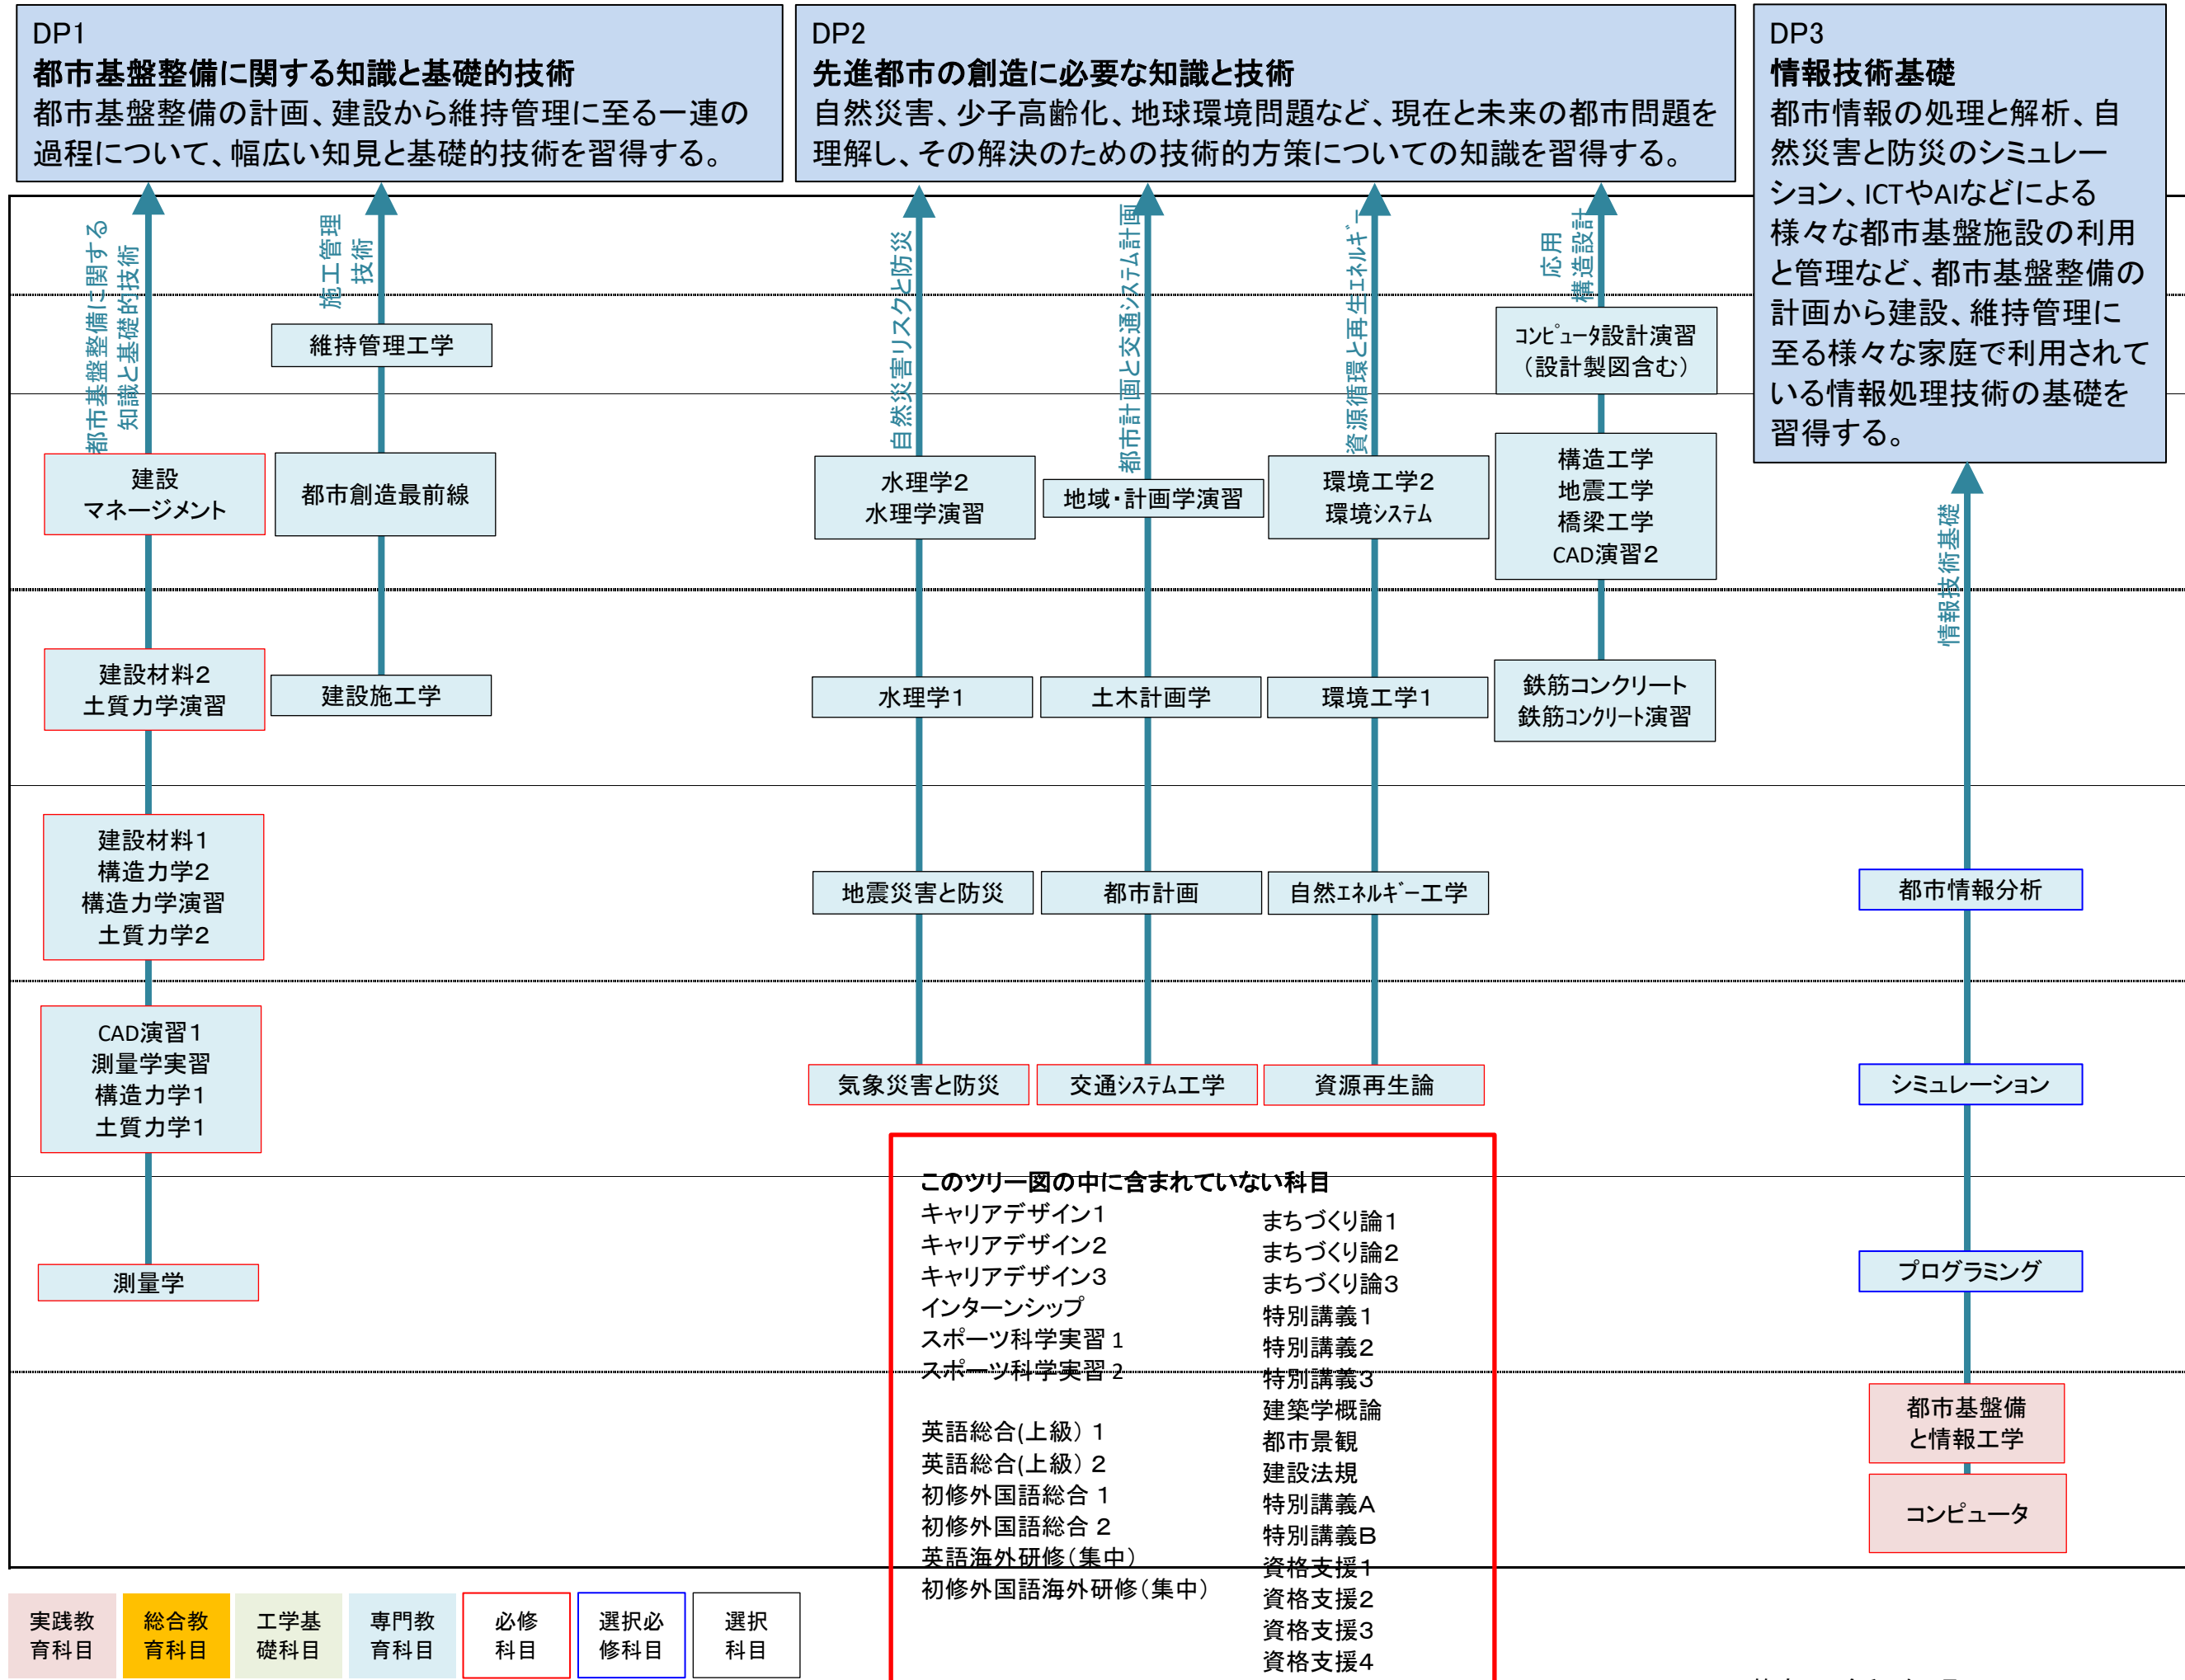 DP1
都市基盤整備に関する知識と基礎的技術
都市基盤整備の計画、建設から維持管理に至る一連の
過程について、幅広い知見と基礎的技術を習得する。
DP2
先進都市の創造に必要な知識と技術
自然災害、少子高齢化、地球環境問題など、現在と未来の都市問題を
理解し、その解決のための技術的方策についての知識を習得する。
DP3
情報技術基礎
都市情報の処理と解析、自
然災害と防災のシミュレー
ション、ICTやAIなどによる
様々な都市基盤施設の利用
と管理など、都市基盤整備の
計画から建設、維持管理に
至る様々な家庭で利用されて
いる情報処理技術の基礎を
習得する。
都市基盤整備に関する
知識と基礎的技術
建設
マネージメント
建設材料2
土質力学演習
建設材料1
構造力学2
構造力学演習
土質力学2
CAD演習1
測量学実習
構造力学1
土質力学1
測量学
施工管理
技術
維持管理工学
都市創造最前線
建設施工学
自然災害リスクと防災
水理学2
水理学演習
水理学1
地震災害と防災
気象災害と防災
都市計画と交通システム計画
地域・計画学演習
土木計画学
都市計画
交通システム工学
資源循環と再生エネルギー
環境工学2
環境システム
環境工学1
自然エネルギー工学
資源再生論
応用
構造設計
コンピュータ設計演習
(設計製図含む)
構造工学
地震工学
橋梁工学
CAD演習2
鉄筋コンクリート
鉄筋コンクリート演習
情報技術基礎
都市情報分析
シミュレーション
プログラミング
都市基盤備
と情報工学
コンピュータ
このツリー図の中に含まれていない科目
キャリアデザイン1
キャリアデザイン2
キャリアデザイン3
インターンシップ
スポーツ科学実習 1
スポーツ科学実習 2
英語総合(上級) 1
英語総合(上級) 2
初修外国語総合 1
初修外国語総合 2
英語海外研修(集中)
初修外国語海外研修(集中)
まちづくり論1
まちづくり論2
まちづくり論3
特別講義1
特別講義2
特別講義3
建築学概論
都市景観
建設法規
特別講義A
特別講義B
資格支援1
資格支援2
資格支援3
資格支援4
実践教
育科目
総合教
育科目
工学基
礎科目
専門教
育科目
必修
科目
選択必
修科目
選択
科目